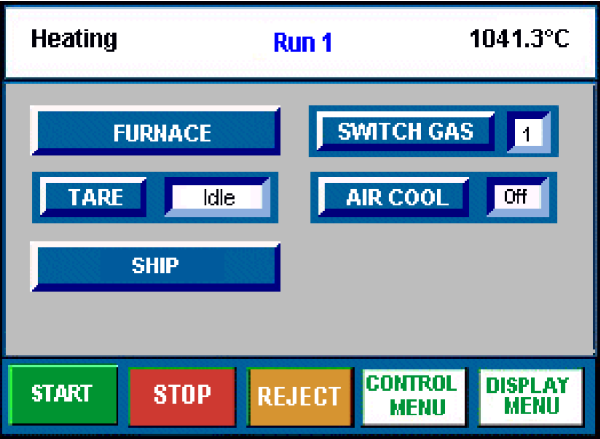 Heating Run 1 1041.3°C
FURNACE SWITCH GAS 1
TARE Idle AIR COOL Off
SHIP
START STOP REJECT CONTROL MENU DISPLAY MENU